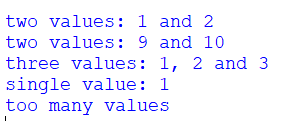 two values: 1 and 2
two values: 9 and 10
three values: 1, 2 and 3
single value: 1
too many values